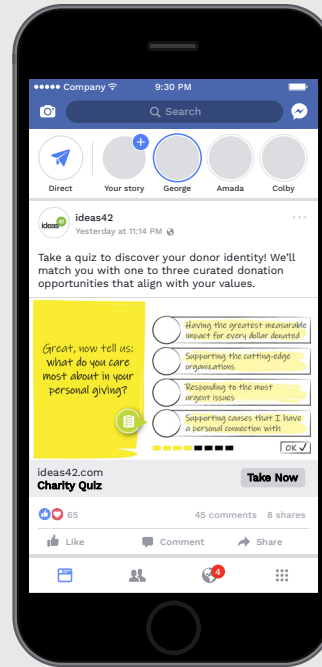 Company
9:30 PM
Search
Direct
Your story
George
Amada
Colby
ideas42
ideas42
Yesterday at 11:14 PM
Take a quiz to discover your donor identity! We'll
match you with one to three curated donation
opportunities that align with your values.
Great, now tell us:
what do you care
most about in your
personal giving?
Having the greatest measurable
impact for every dollar donated
Supporting the cutting-edge
organizations
Responding to the most
urgent issues
Supporting causes that I have
a personal connection with
OK
ideas42.com
Charity Quiz
Take Now
65
45 comments 8 shares
Like
Comment
Share
4